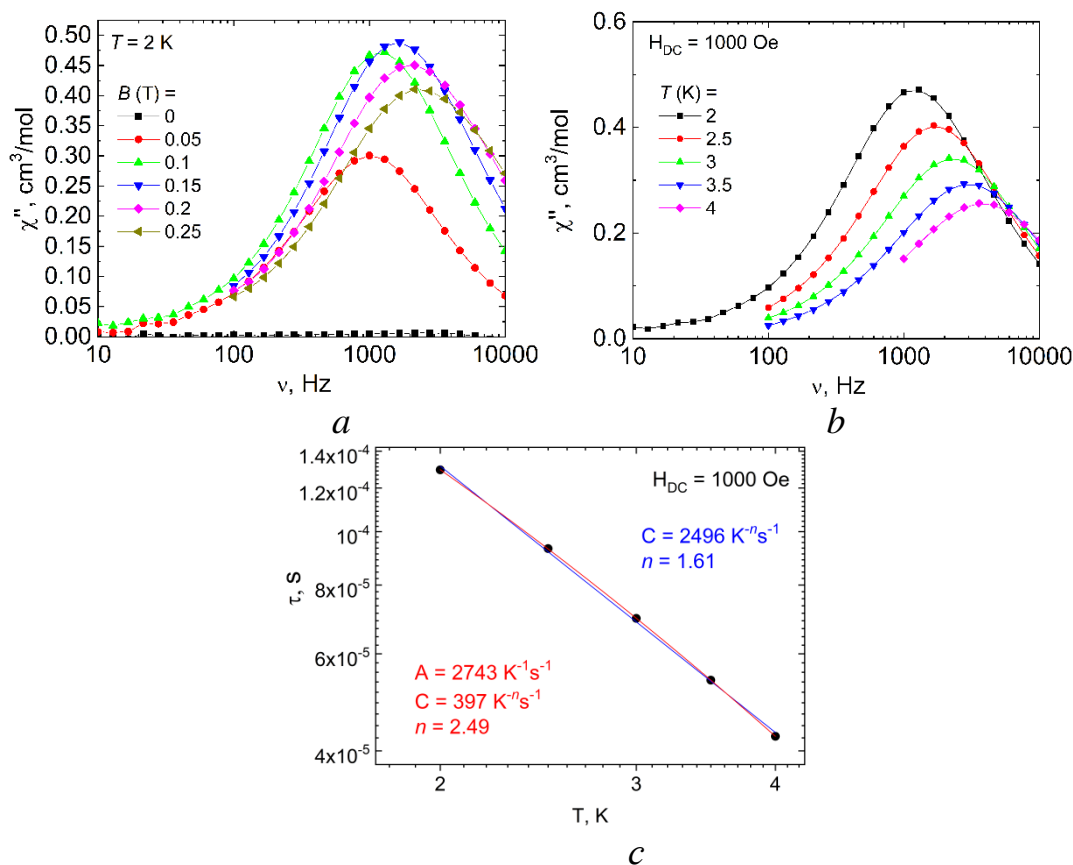 T = 2 K
B (T) =
0
0.05
0.1
0.15
0.2
0.25
0.50
0.45
0.40
0.35
0.30
0.25
0.20
0.15
0.10
0.05
0.00
χ'', cm³/mol
10 100 1000 10000
ν, Hz
a
H_DC = 1000 Oe
T (K) =
2
2.5
3
3.5
4
0.6
0.4
0.2
0.0
χ'', cm³/mol
10 100 1000 10000
ν, Hz
b
1.4x10⁻⁴
1.2x10⁻⁴
10⁻⁴
8x10⁻⁵
6x10⁻⁵
4x10⁻⁵
τ, s
H_DC = 1000 Oe
C = 2496 K⁻ⁿs⁻¹
n = 1.61
A = 2743 K⁻¹s⁻¹
C = 397 K⁻ⁿs⁻¹
n = 2.49
2 3 4
T, K
c